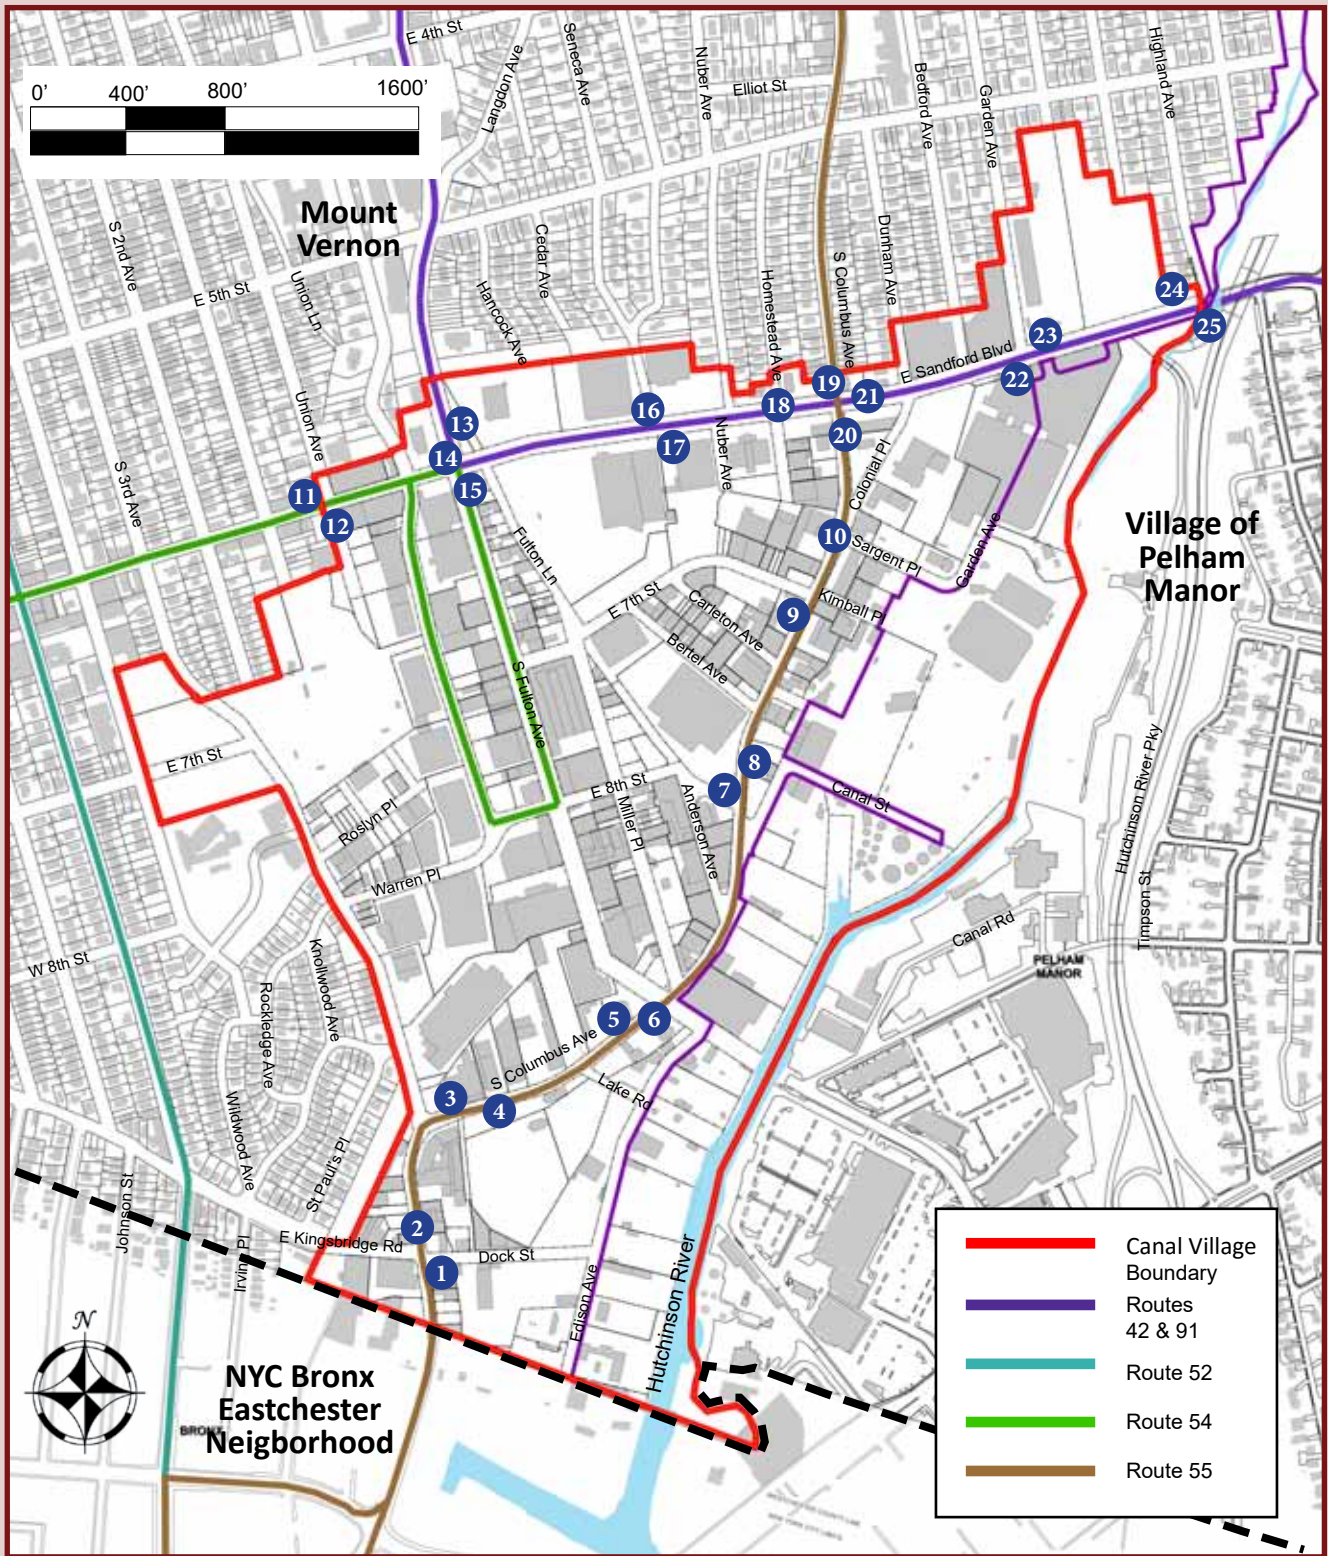 E 4th St
Langdon Ave
Seneca Ave
Nuber Ave
Elliot St
Bedford Ave
Garden Ave
Highland Ave
0'
400'
800'
1600'
Mount
Vernon
S 2nd Ave
E 5th St
Union Ln
Hancock Ave
Cedar Ave
Homestead Ave
S Columbus Ave
Dunham Ave
E Sandford Blvd
24
25
23
22
21
19
20
18
16
17
13
14
15
11
12
Union Ave
S 3rd Ave
Nuber Ave
Colonial Pl
Fulton Ln
10
Sargent Pl
Garden Ave
Village of
Pelham
Manor
E 7th St
Carleton Ave
Bertel Ave
9
Kimball Pl
S Fulton Ave
E 7th St
Roslyn Pl
Warren Pl
E 8th St
Miller Pl
Anderson Ave
7
8
Canal St
Hutchinson River Pky
Timpson St
Canal Rd
PELHAM
MANOR
W 8th St
Knollwood Ave
Rockledge Ave
Wildwood Ave
St Paul's Pl
S Columbus Ave
5
6
3
4
Lake Rd
Johnson St
Irving Pl
E Kingsbridge Rd
2
1
Dock St
Edison Ave
Hutchinson River
N
NYC Bronx
Eastchester
Neigborhood
Canal Village
Boundary
Routes
42 & 91
Route 52
Route 54
Route 55